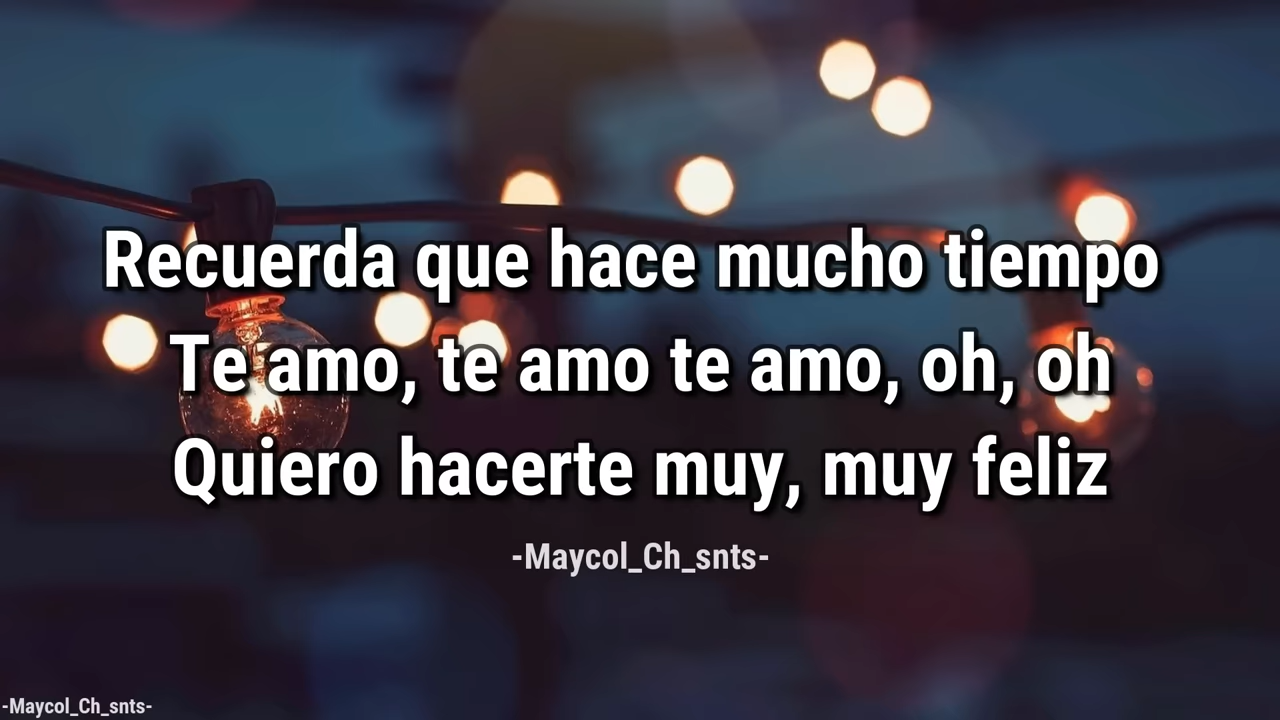 Recuerda que hace mucho tiempo
Te amo, te amo te amo, oh, oh
Quiero hacerte muy, muy feliz
-Maycol_Ch_snts-
-Maycol_Ch_snts-